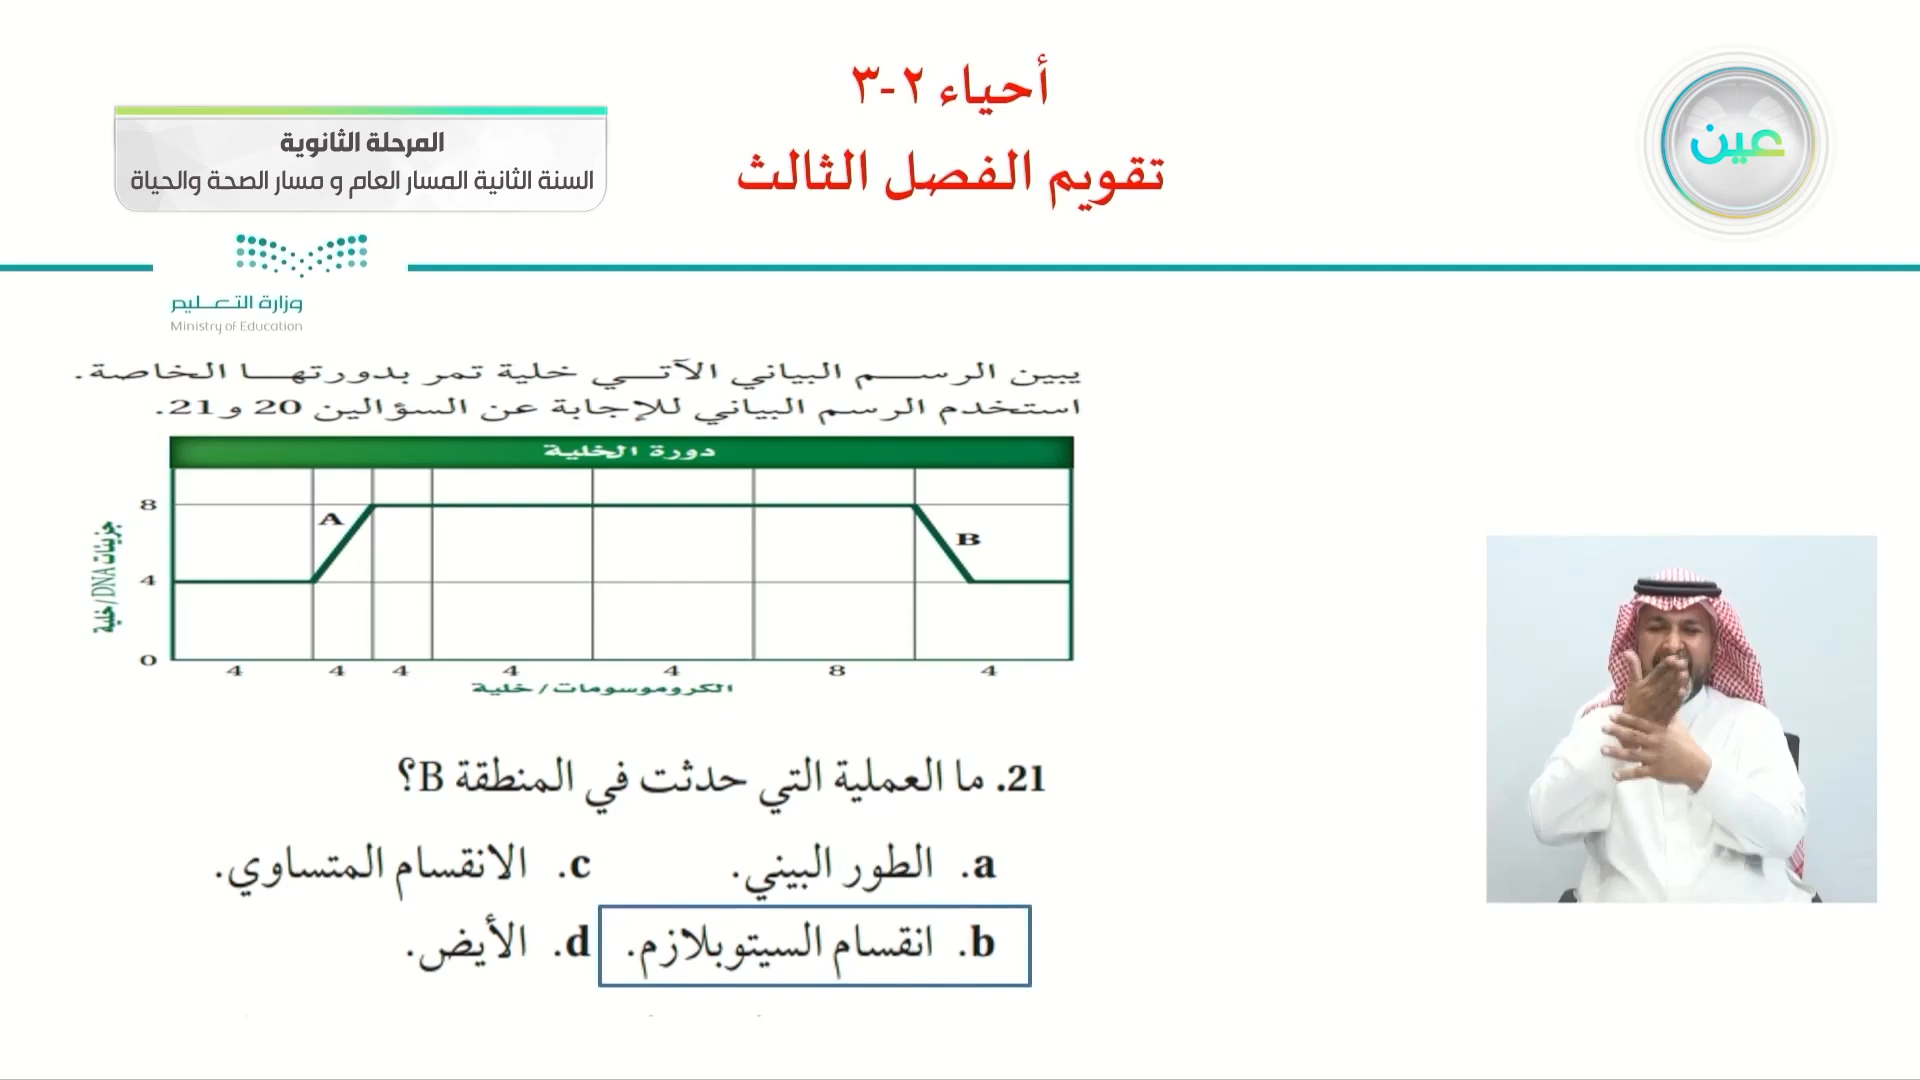 أحياء ٢-٣
تقويم الفصل الثالث
عين
المرحلة الثانوية
السنة الثانية المسار العام و مسار الصحة والحياة
وزارة التعليم
Ministry of Education
يبين الرسم البياني الآتي خلية تمر بدورتها الخاصة.
استخدم الرسم البياني للإجابة عن السؤالين 20 و21.
دورة الخلية
جزيئات DNA/خلية
8
4
0
A
B
4 4 4 4 4 8 4
الكروموسومات/خلية
21. ما العملية التي حدثت في المنطقة B؟
a. الطور البيني.
c. الانقسام المتساوي.
b. انقسام السيتوبلازم.
d. الأيض.